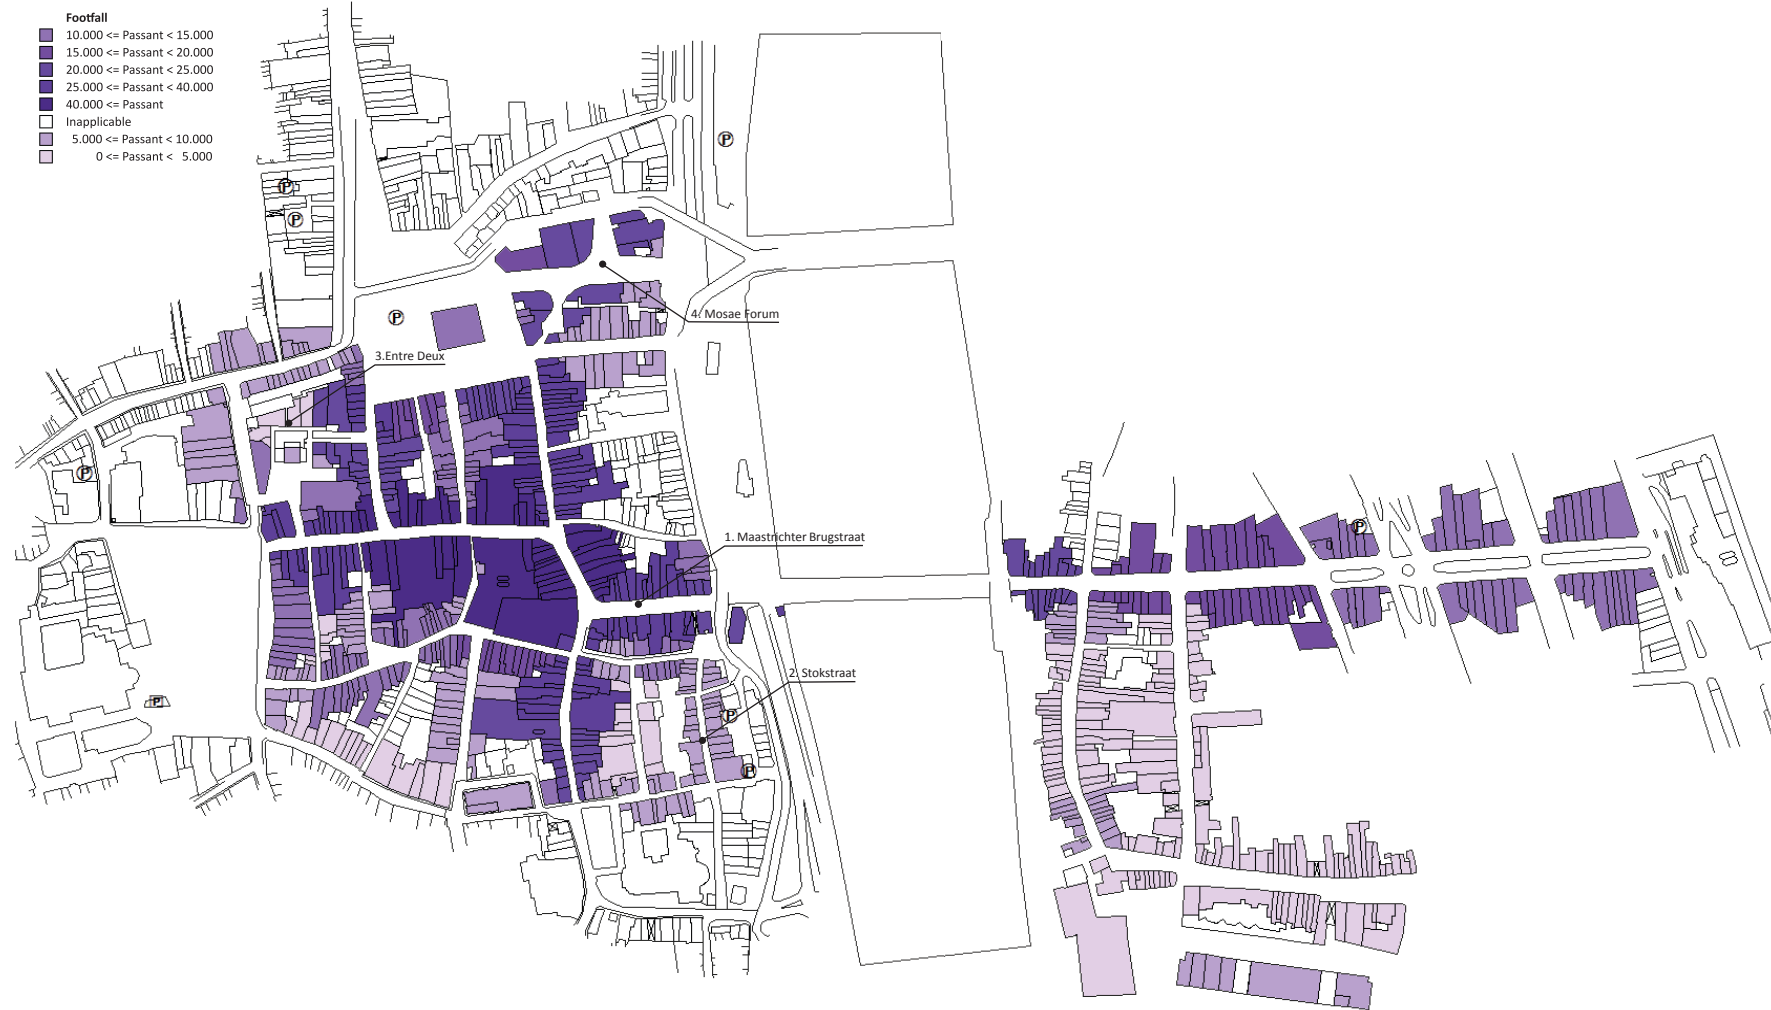 Footfall
10.000 <= Passant < 15.000
15.000 <= Passant < 20.000
20.000 <= Passant < 25.000
25.000 <= Passant < 40.000
40.000 <= Passant
Inapplicable
5.000 <= Passant < 10.000
0 <= Passant < 5.000
P
P
P
4. Mosae Forum
P
3.Entre Deux
P
P
1. Maastrichter Brugstraat
2. Stokstraat
P
P
P